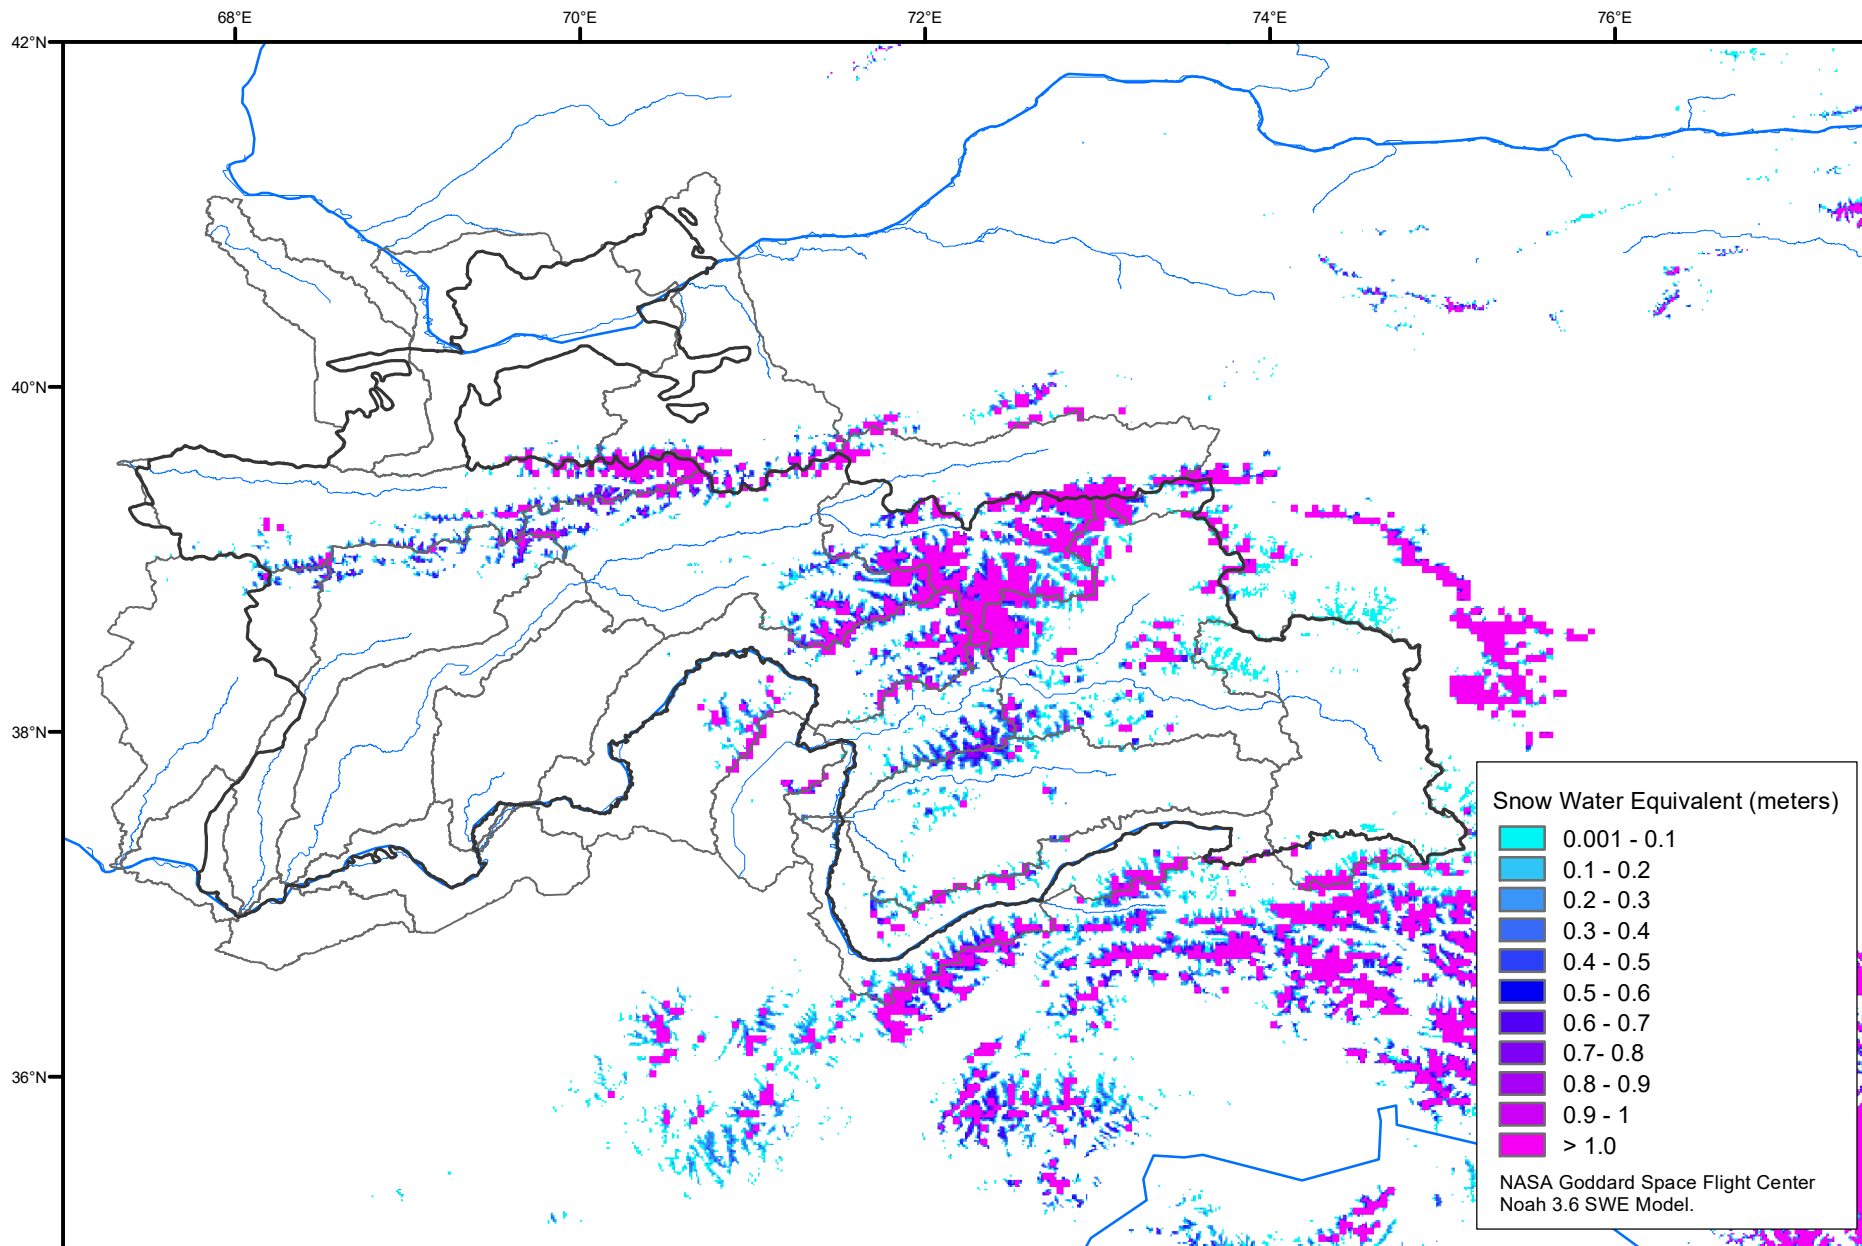 68°E 70°E 72°E 74°E 76°E
42°N
40°N
38°N
36°N
Snow Water Equivalent (meters)
0.001 - 0.1
0.1 - 0.2
0.2 - 0.3
0.3 - 0.4
0.4 - 0.5
0.5 - 0.6
0.6 - 0.7
0.7- 0.8
0.8 - 0.9
0.9 - 1
> 1.0
NASA Goddard Space Flight Center
Noah 3.6 SWE Model.